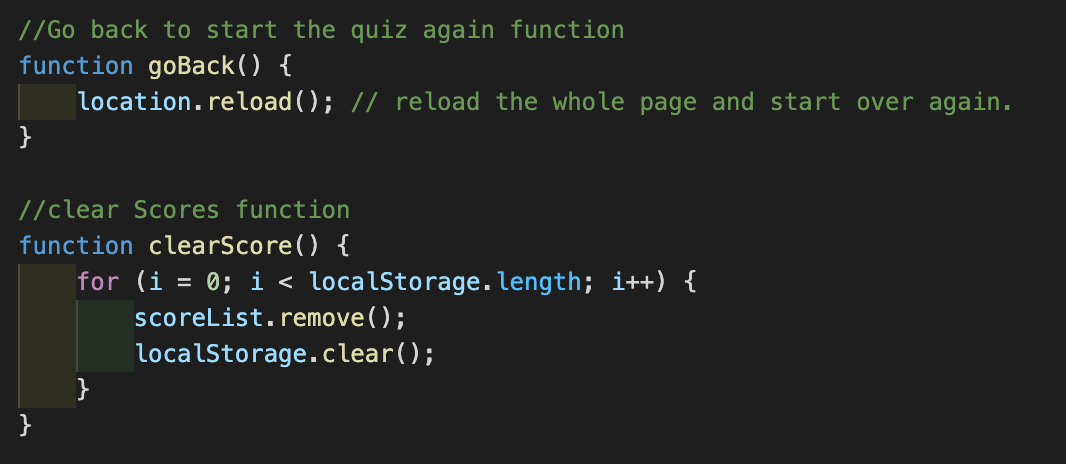 //Go back to start the quiz again function
function goBack() {
    location.reload(); // reload the whole page and start over again.
}

//clear Scores function
function clearScore() {
    for (i = 0; i < localStorage.length; i++) {
        scoreList.remove();
        localStorage.clear();
    }
}